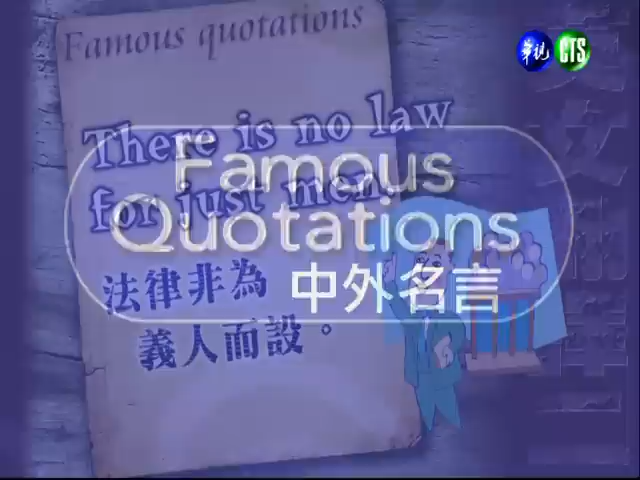 Famous quotations
華視 CTS
There is no law
for just men.
Famous
Quotations
中外名言
法律非為
義人而設。